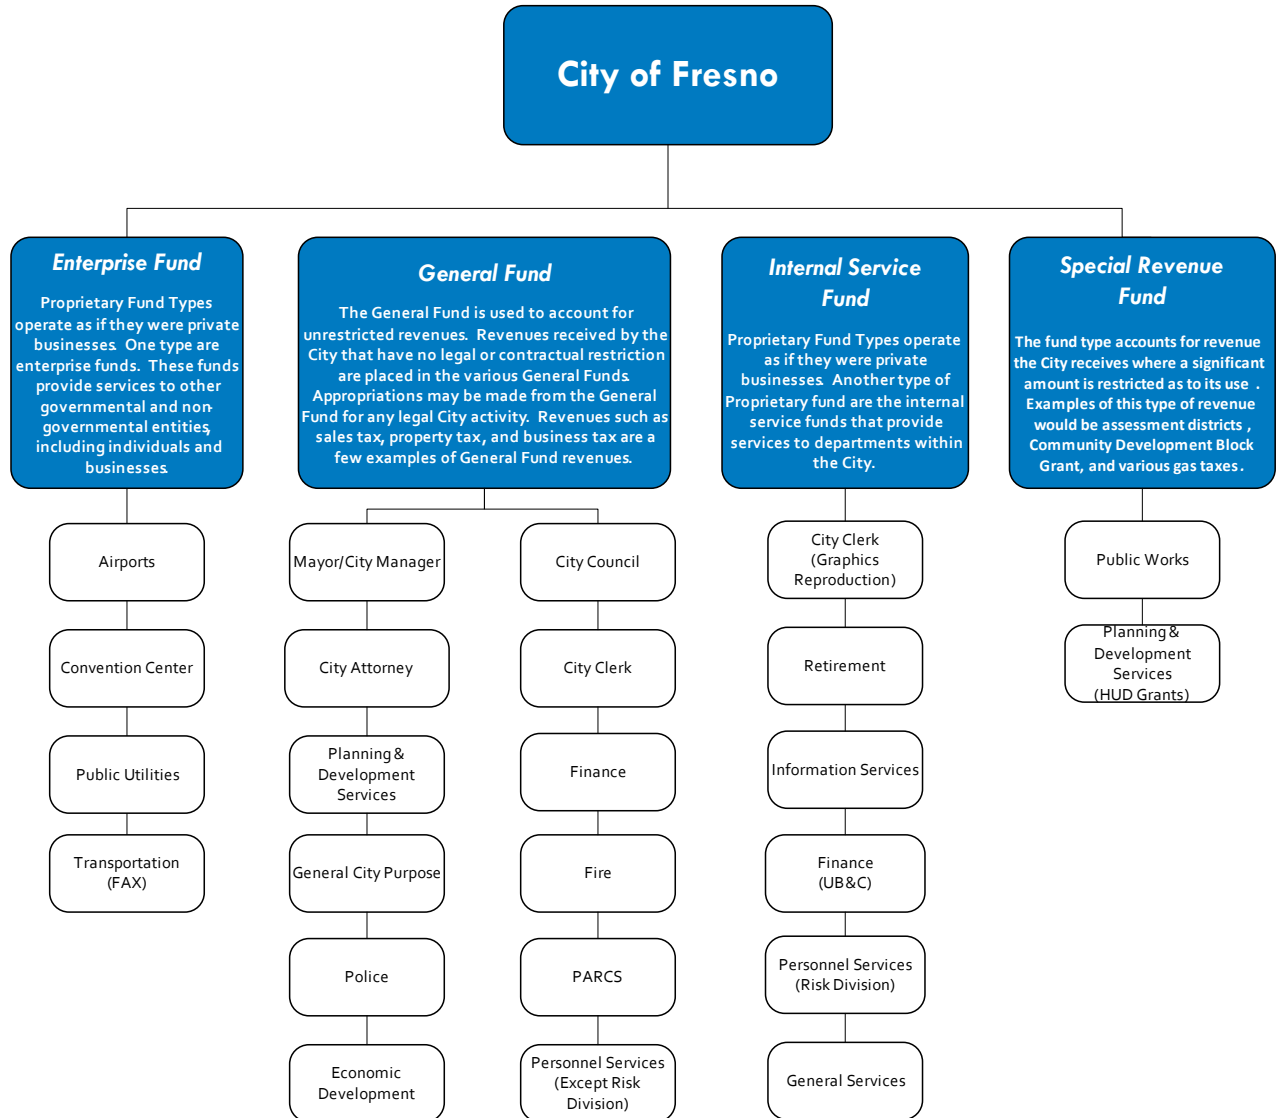 City of Fresno
Enterprise Fund
Proprietary Fund Types
operate as if they were private
businesses. One type are
enterprise funds. These funds
provide services to other
governmental and non-
governmental entities,
including individuals and
businesses.
General Fund
The General Fund is used to account for
unrestricted revenues. Revenues received by the
City that have no legal or contractual restriction
are placed in the various General Funds.
Appropriations may be made from the General
Fund for any legal City activity. Revenues such as
sales tax, property tax, and business tax are a
few examples of General Fund revenues.
Internal Service
Fund
Proprietary Fund Types operate
as if they were private
businesses. Another type of
Proprietary fund are the internal
service funds that provide
services to departments within
the City.
Special Revenue
Fund
The fund type accounts for revenue
the City receives where a significant
amount is restricted as to its use .
Examples of this type of revenue
would be assessment districts ,
Community Development Block
Grant, and various gas taxes.
Airports
Convention Center
Public Utilities
Transportation
(FAX)
Mayor/City Manager
City Attorney
Planning &
Development
Services
General City Purpose
Police
Economic
Development
City Council
City Clerk
Finance
Fire
PARCS
Personnel Services
(Except Risk
Division)
City Clerk
(Graphics
Reproduction)
Retirement
Information Services
Finance
(UB&C)
Personnel Services
(Risk Division)
General Services
Public Works
Planning &
Development
Services
(HUD Grants)